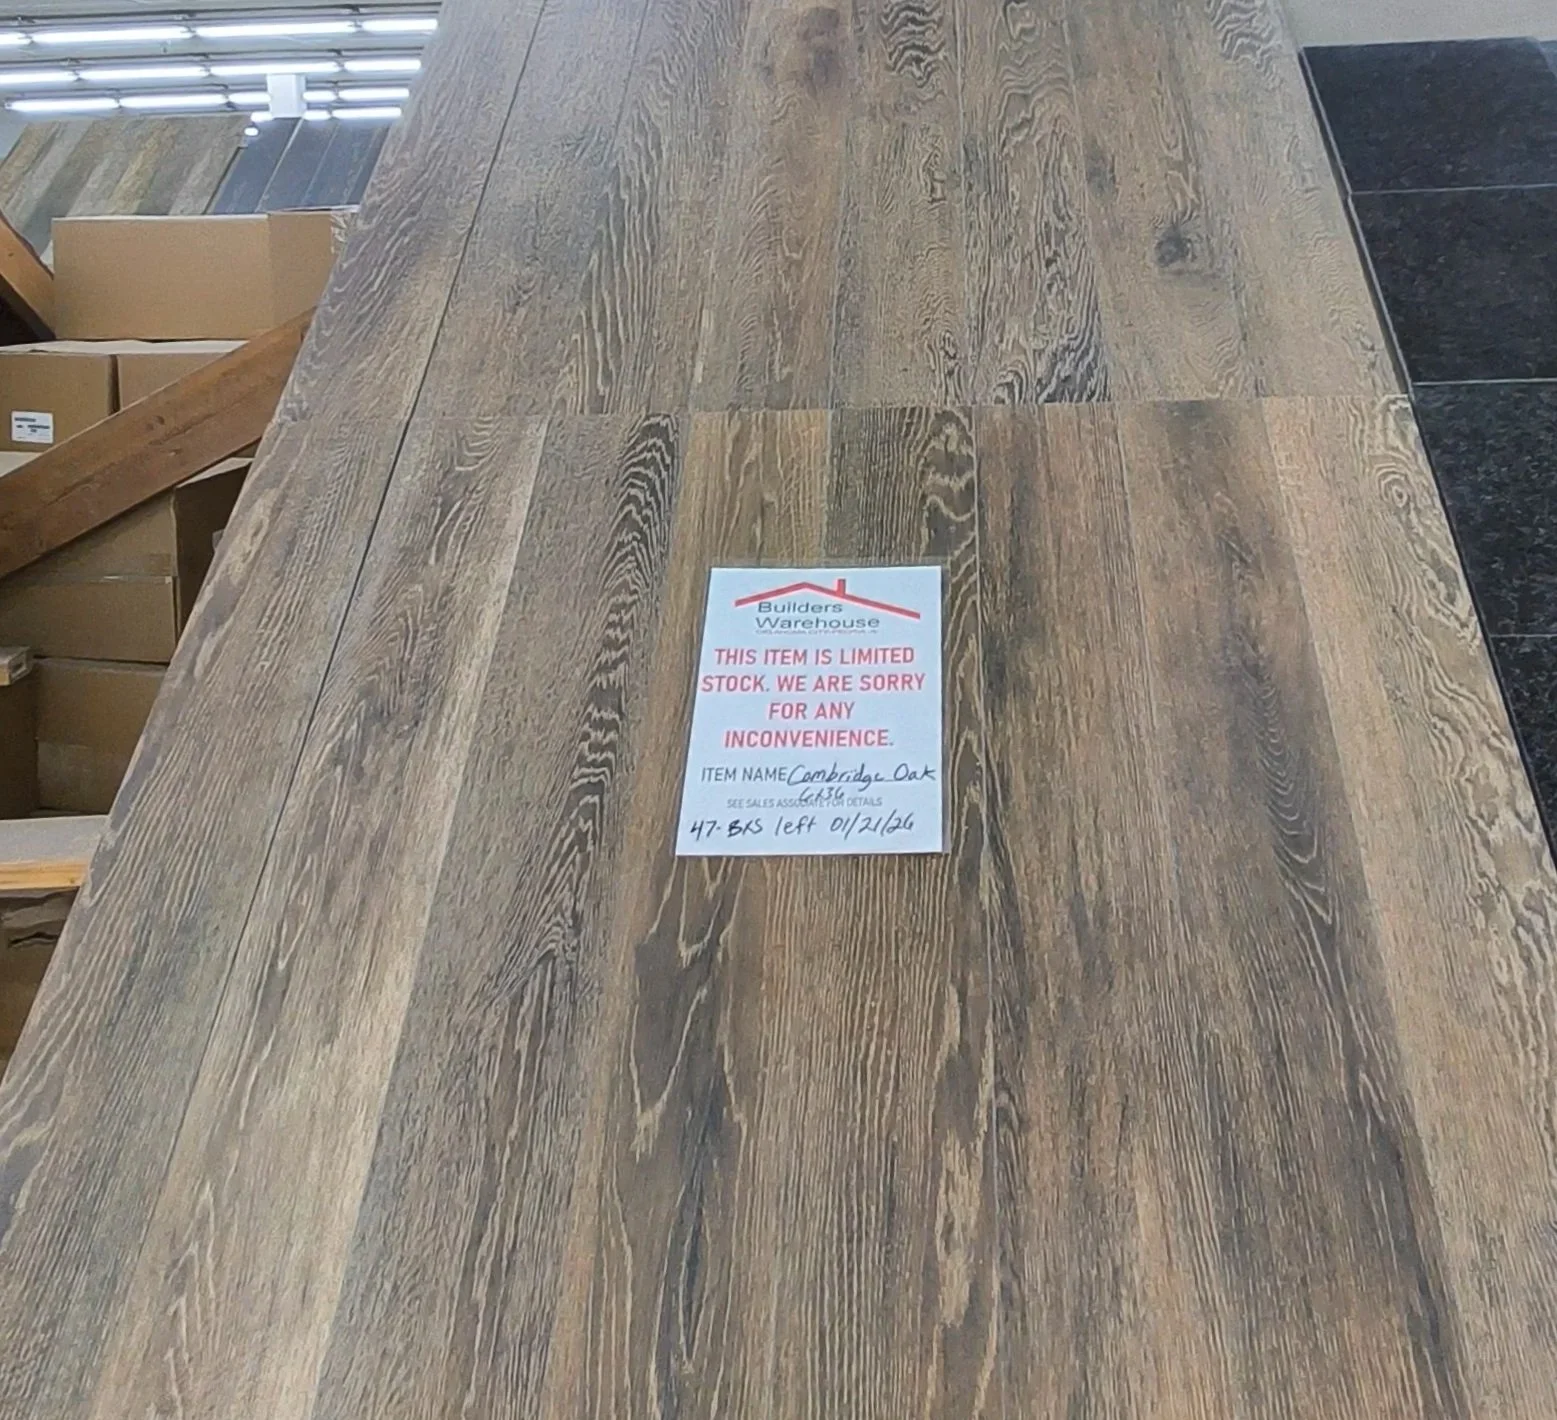 Builders
Warehouse
THIS ITEM IS LIMITED
STOCK. WE ARE SORRY
FOR ANY
INCONVENIENCE.
ITEM NAME Cambridge Oak
6x36
SEE SALES ASSOCIATE FOR DETAILS
47-BXS left 01/21/26